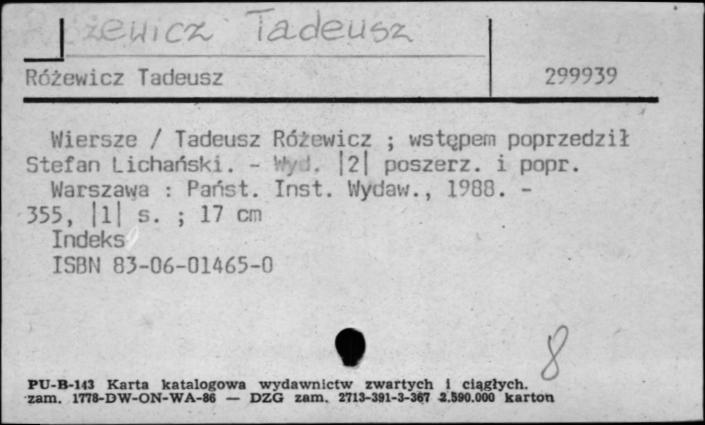 Różewicz Tadeusz
Różewicz Tadeusz 299939
Wiersze / Tadeusz Różewicz ; wstępem poprzedził
Stefan Lichański. - Wyd. |2| poszerz. i popr.
Warszawa : Państ. Inst. Wydaw., 1988. -
355, |1| s. ; 17 cm
Indeks
ISBN 83-06-01465-0
8
PU-B-143 Karta katalogowa wydawnictw zwartych i ciągłych.
zam. 1778-DW-ON-WA-86 — DZG zam. 2713-391-3-367 2.590.000 karton